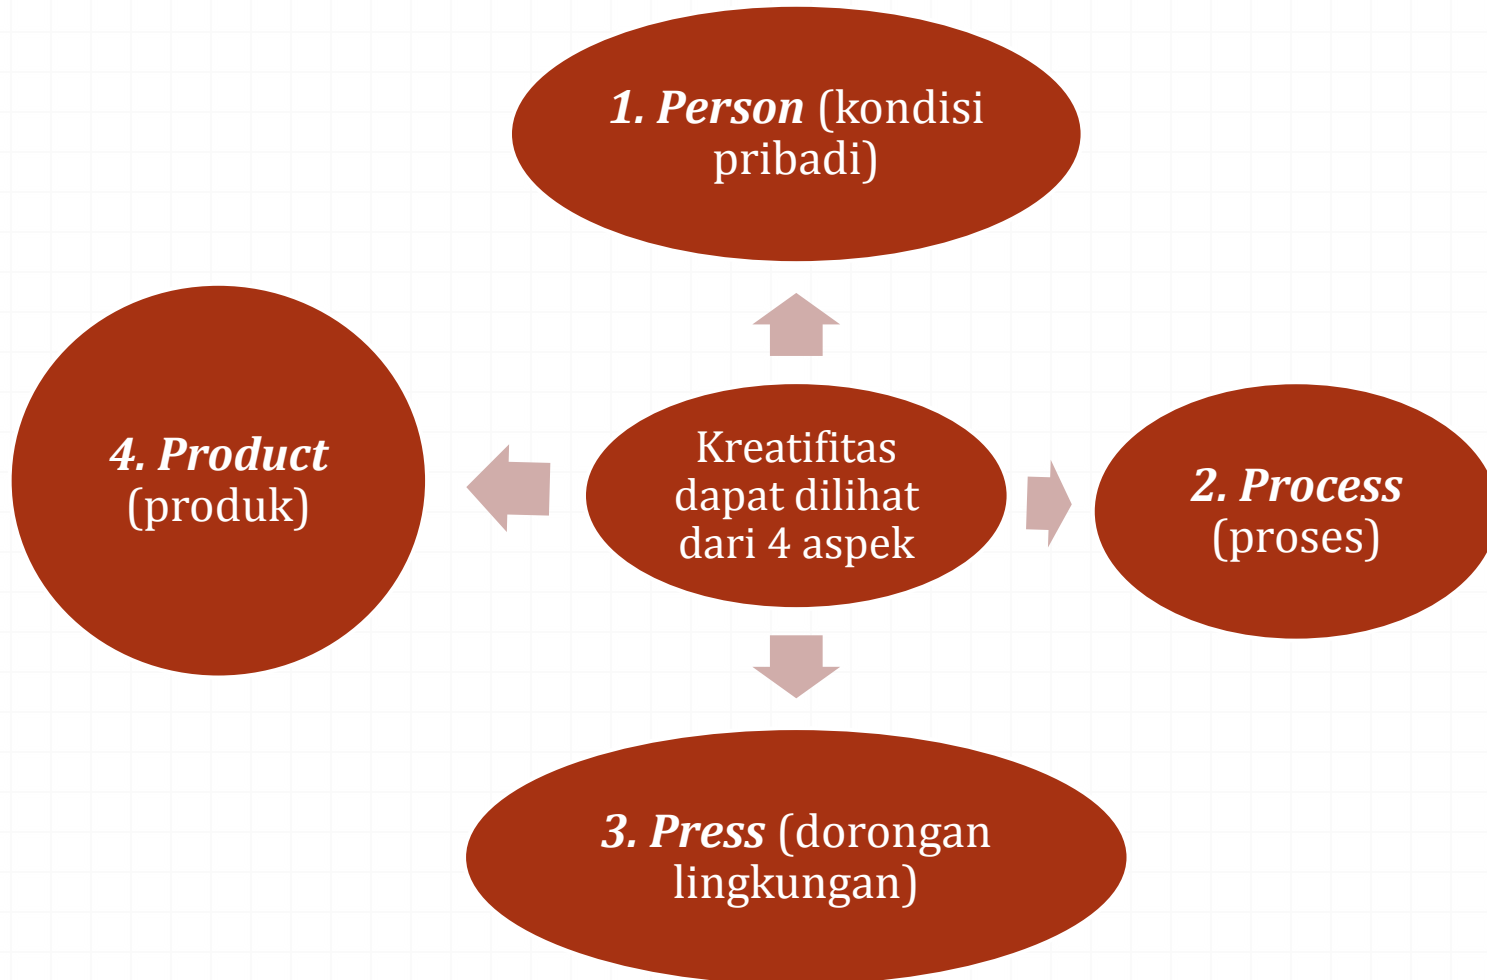 1. Person (kondisi
pribadi)
4. Product
(produk)
Kreatifitas
dapat dilihat
dari 4 aspek
2. Process
(proses)
3. Press (dorongan
lingkungan)